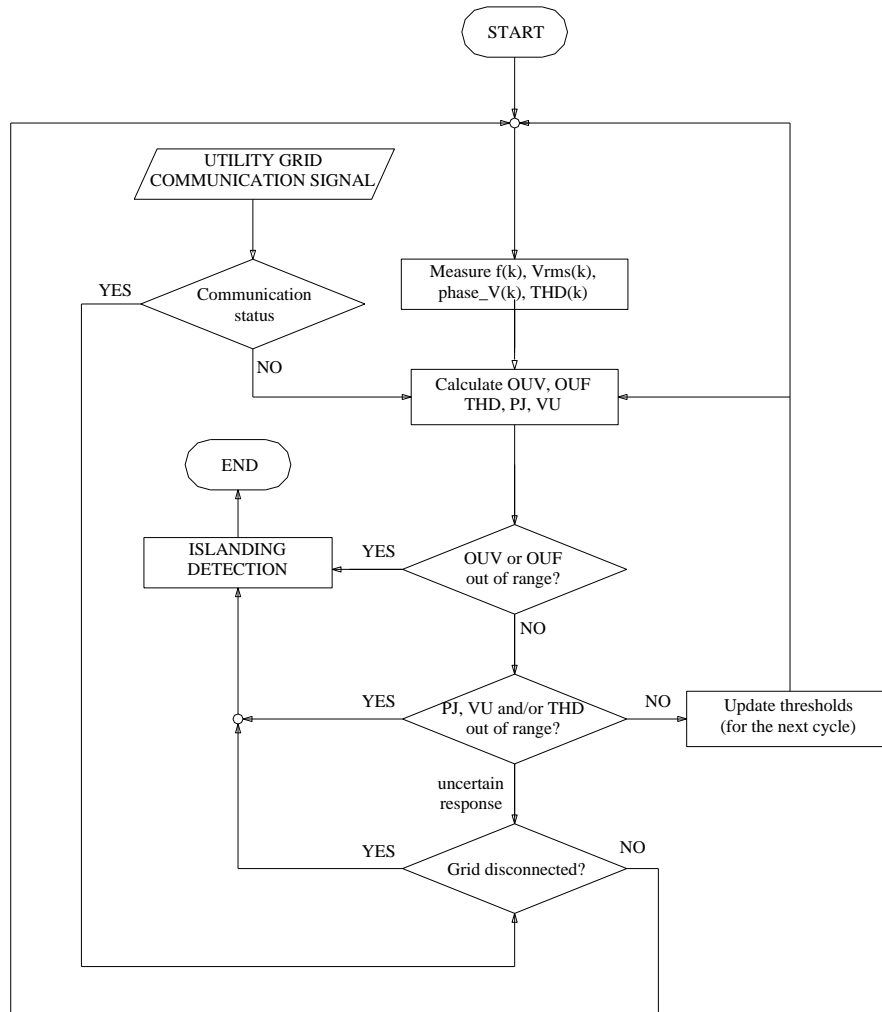 START
UTILITY GRID
COMMUNICATION SIGNAL
Measure f(k), Vrms(k),
phase_V(k), THD(k)
YES
Communication
status
NO
Calculate OUV, OUF
THD, PJ, VU
END
ISLANDING
DETECTION
YES
OUV or OUF
out of range?
NO
YES
PJ, VU and/or THD
out of range?
NO
Update thresholds
(for the next cycle)
uncertain
response
YES
Grid disconnected?
NO